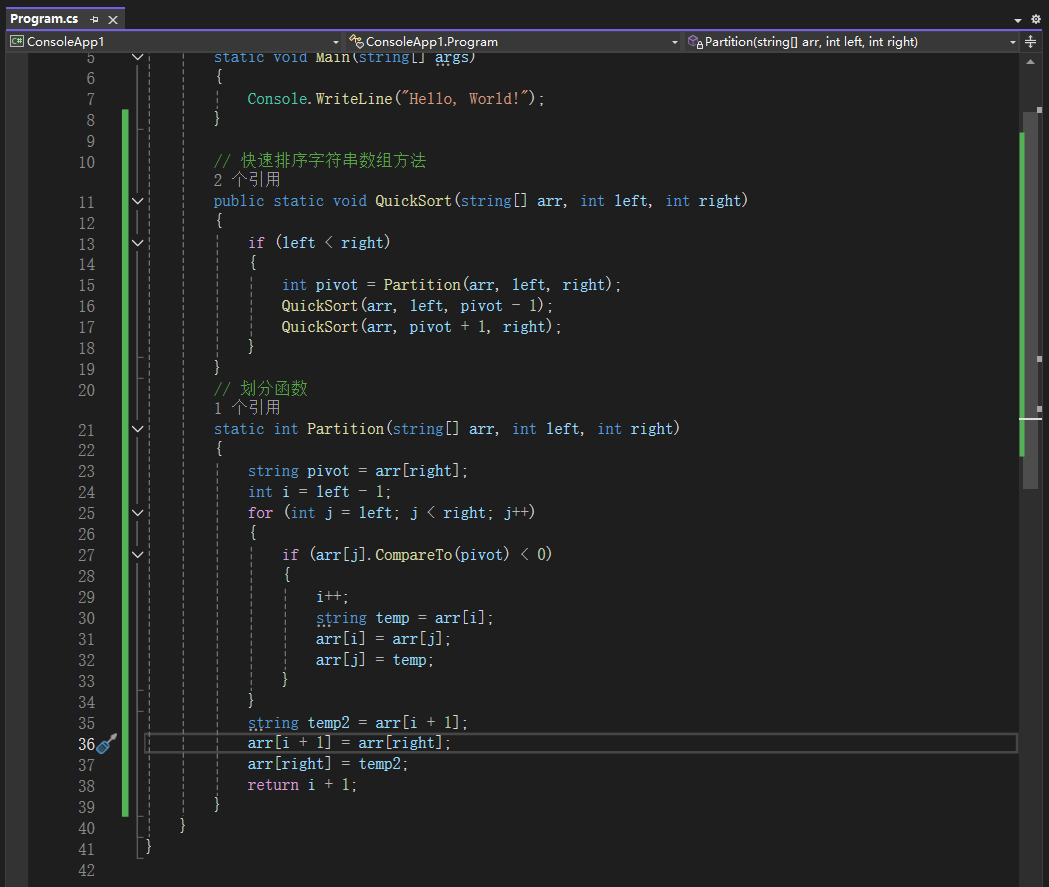 Program.cs
ConsoleApp1
ConsoleApp1.Program
Partition(string[] arr, int left, int right)
5 static void Main(string[] args)
6 {
7 Console.WriteLine("Hello, World!");
8 }
9
10 // 快速排序字符串数组方法
2 个引用
11 public static void QuickSort(string[] arr, int left, int right)
12 {
13 if (left < right)
14 {
15 int pivot = Partition(arr, left, right);
16 QuickSort(arr, left, pivot - 1);
17 QuickSort(arr, pivot + 1, right);
18 }
19 }
20 // 划分函数
1 个引用
21 static int Partition(string[] arr, int left, int right)
22 {
23 string pivot = arr[right];
24 int i = left - 1;
25 for (int j = left; j < right; j++)
26 {
27 if (arr[j].CompareTo(pivot) < 0)
28 {
29 i++;
30 string temp = arr[i];
31 arr[i] = arr[j];
32 arr[j] = temp;
33 }
34 }
35 string temp2 = arr[i + 1];
36 arr[i + 1] = arr[right];
37 arr[right] = temp2;
38 return i + 1;
39 }
40 }
41 }
42